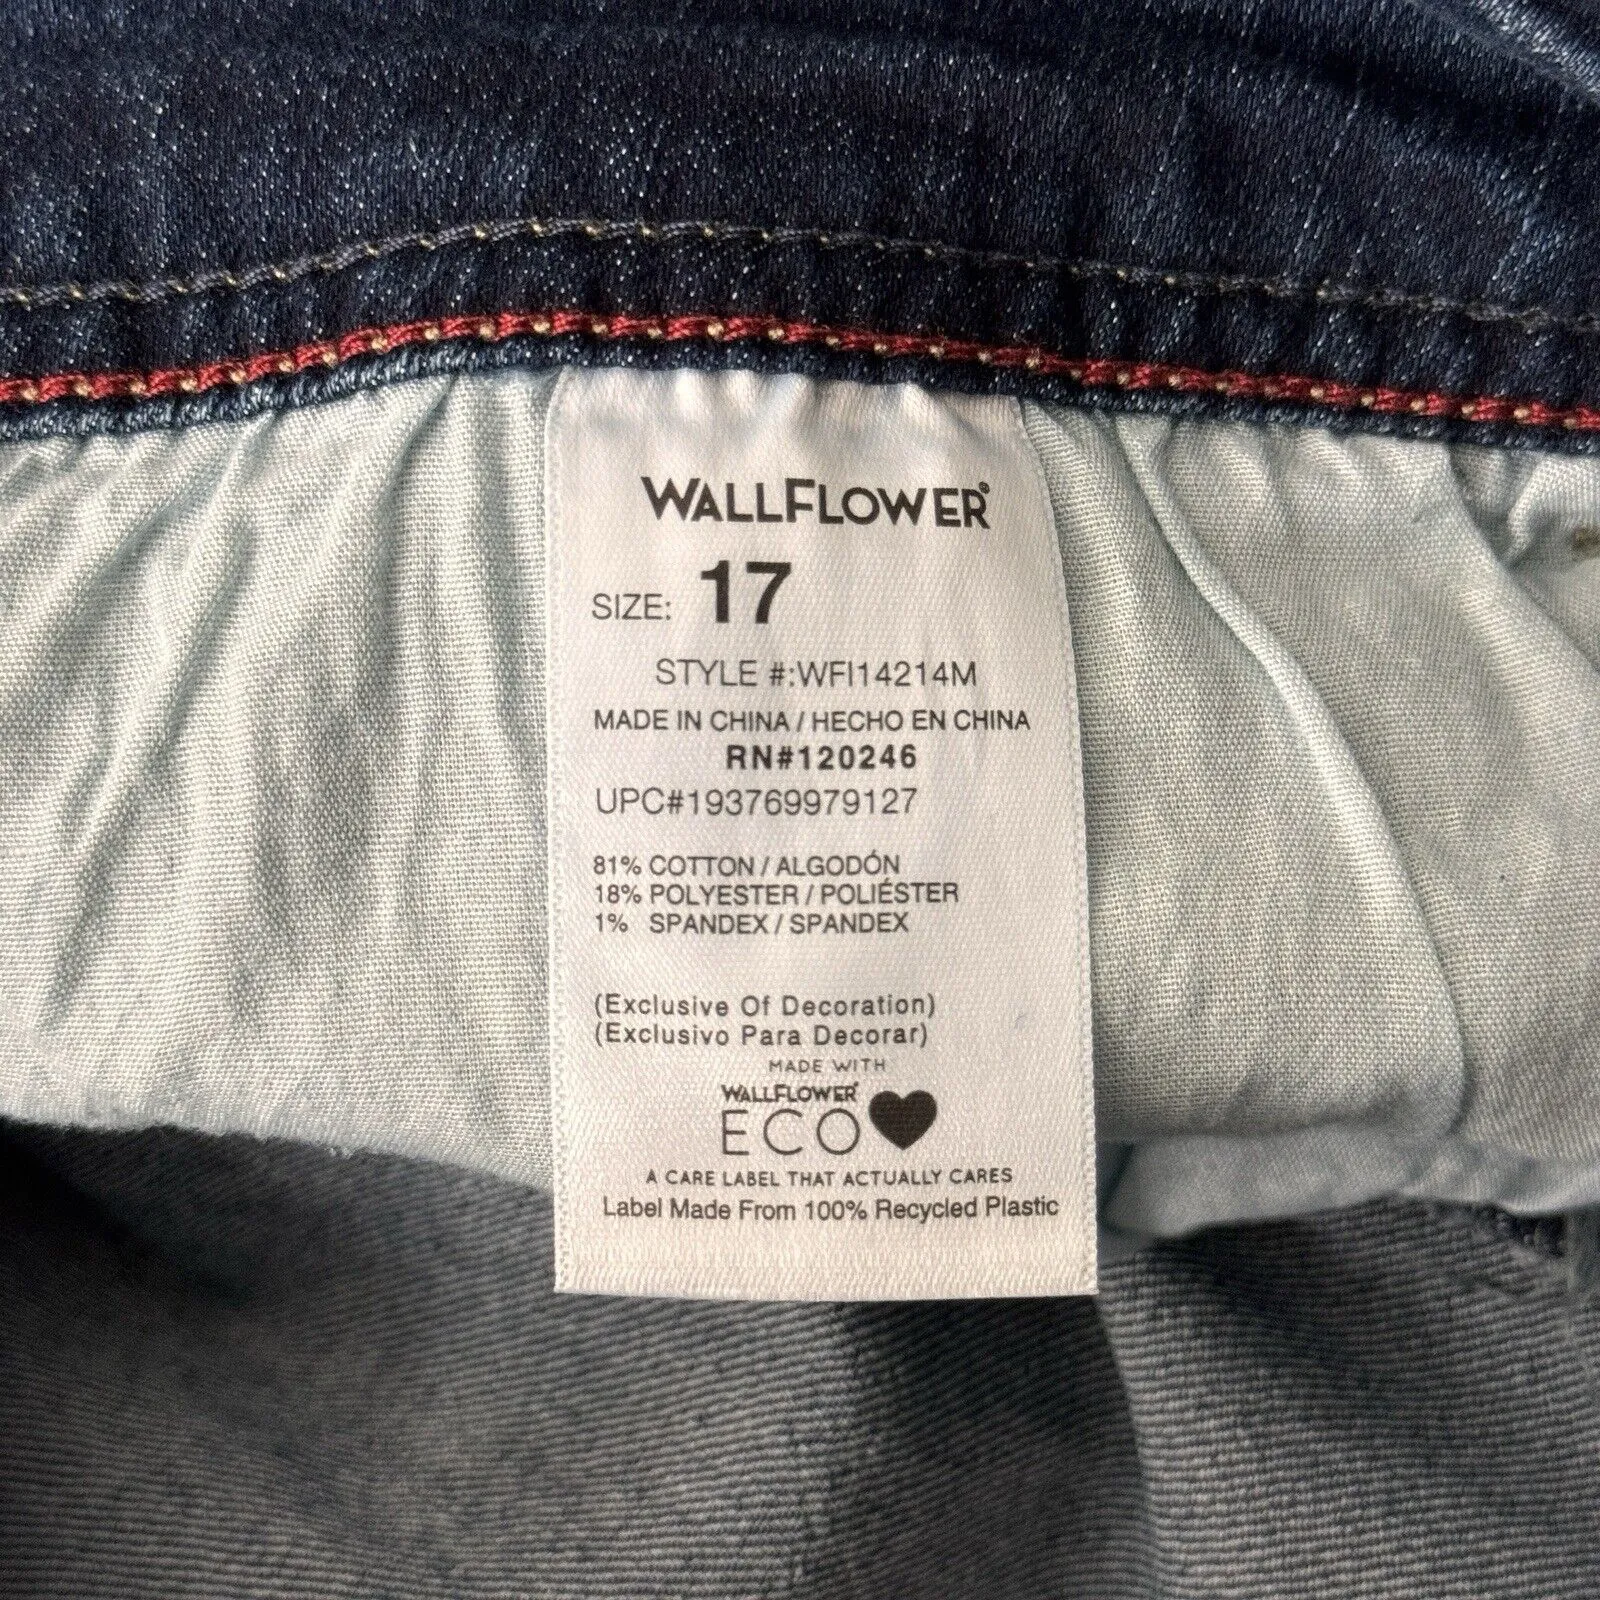 WALLFLOWER®
SIZE: 17
STYLE #:WFI14214M
MADE IN CHINA / HECHO EN CHINA
RN#120246
UPC#193769979127
81% COTTON / ALGODÓN
18% POLYESTER / POLIÉSTER
1% SPANDEX / SPANDEX
(Exclusive Of Decoration)
(Exclusivo Para Decorar)
MADE WITH
WALLFLOWER®
ECO
A CARE LABEL THAT ACTUALLY CARES
Label Made From 100% Recycled Plastic